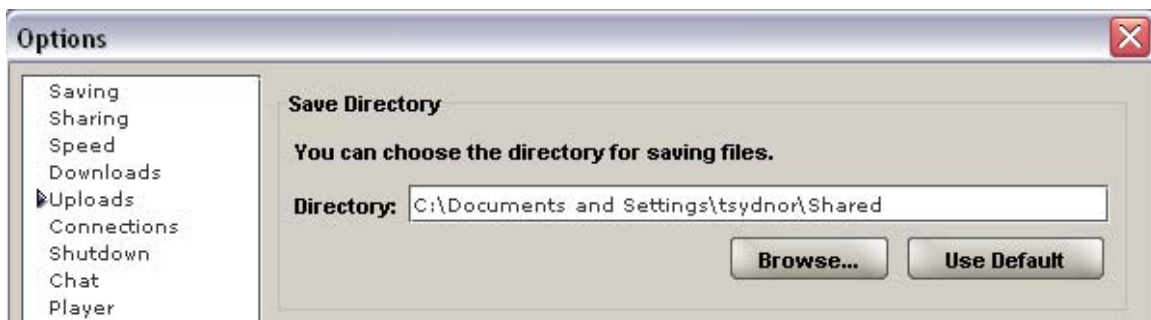 Options
Saving
Sharing
Speed
Downloads
Uploads
Connections
Shutdown
Chat
Player
Save Directory
You can choose the directory for saving files.
Directory: C:\Documents and Settings\tsydnor\Shared
Browse... Use Default